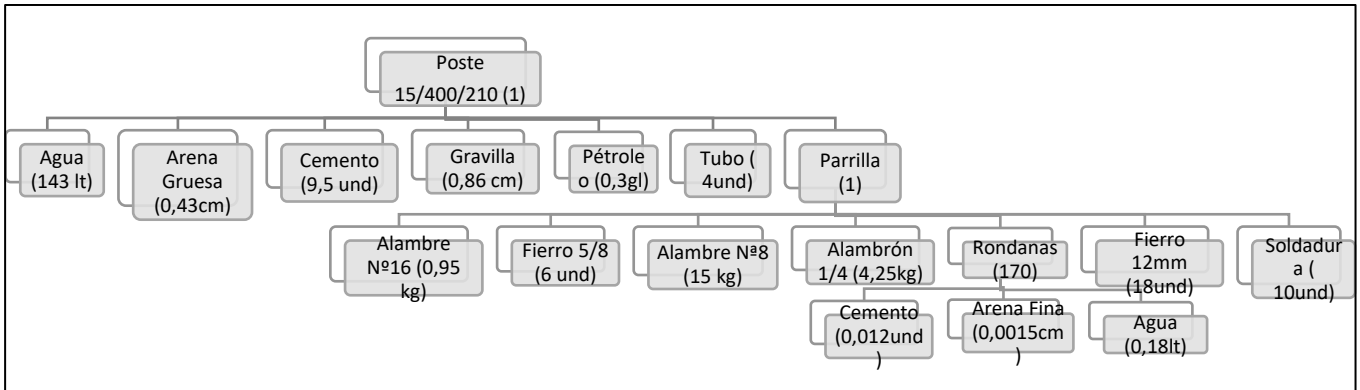 Poste
15/400/210 (1)
Agua
(143 lt)
Arena
Gruesa
(0,43cm)
Cemento
(9,5 und)
Gravilla
(0,86 cm)
Pétrole
o (0,3gl)
Tubo (
4und)
Parrilla
(1)
Alambre
Nº16 (0,95
kg)
Fierro 5/8
(6 und)
Alambre Nª8
(15 kg)
Alambrón
1/4 (4,25kg)
Rondanas
(170)
Fierro
12mm
(18und)
Soldadur
a (
10und)
Cemento
(0,012und
)
Arena Fina
(0,0015cm
)
Agua
(0,18lt)